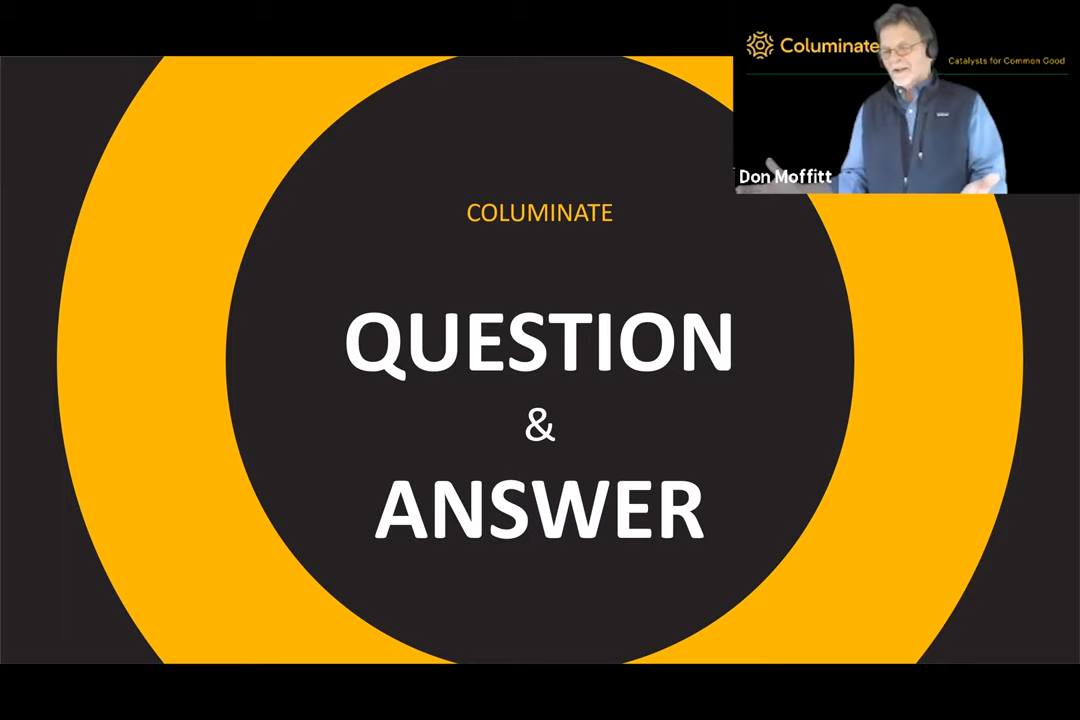 Columinate
Catalysts for Common Good
Don Moffitt
COLUMINATE
QUESTION
&
ANSWER